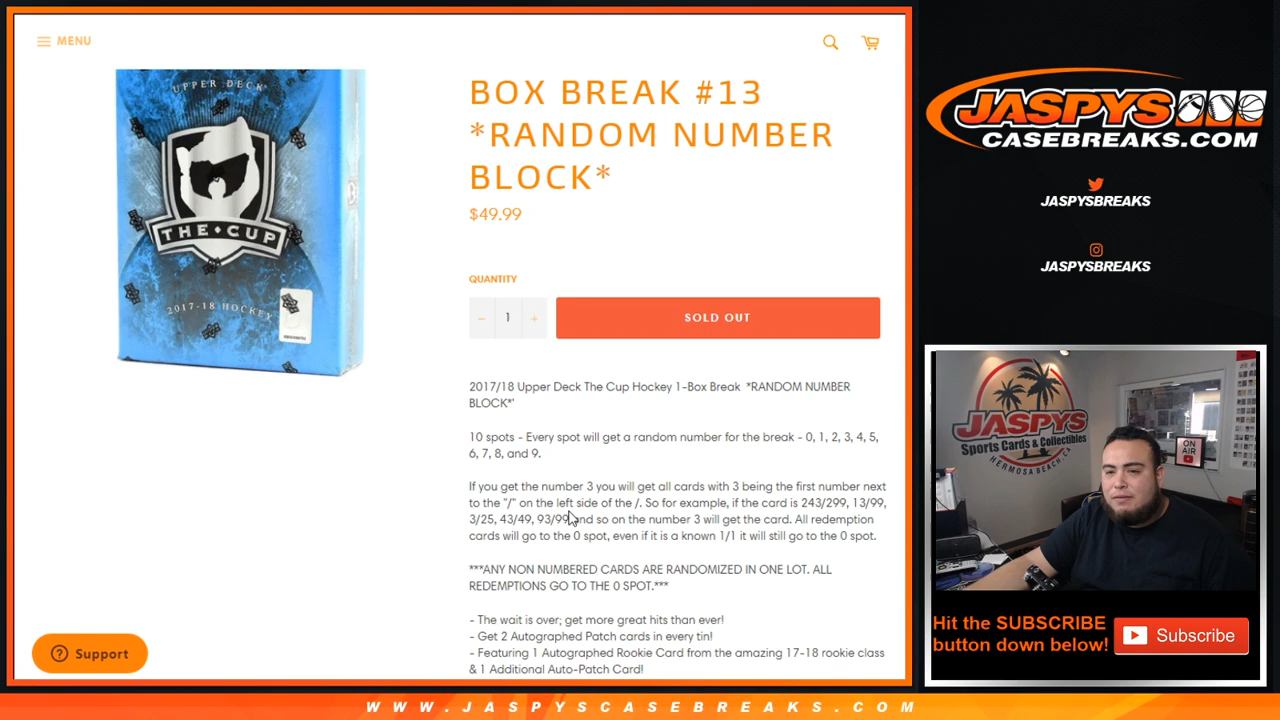 MENU
UPPER DECK
THE CUP
2017-18 HOCKEY
BOX BREAK #13
*RANDOM NUMBER
BLOCK*
$49.99
QUANTITY
− 1 +
SOLD OUT
2017/18 Upper Deck The Cup Hockey 1-Box Break *RANDOM NUMBER
BLOCK*'
10 spots - Every spot will get a random number for the break - 0, 1, 2, 3, 4, 5,
6, 7, 8, and 9.
If you get the number 3 you will get all cards with 3 being the first number next
to the "/" on the left side of the /. So for example, if the card is 243/299, 13/99,
3/25, 43/49, 93/99 and so on the number 3 will get the card. All redemption
cards will go to the 0 spot, even if it is a known 1/1 it will still go to the 0 spot.
***ANY NON NUMBERED CARDS ARE RANDOMIZED IN ONE LOT. ALL
REDEMPTIONS GO TO THE 0 SPOT.***
- The wait is over; get more great hits than ever!
- Get 2 Autographed Patch cards in every tin!
- Featuring 1 Autographed Rookie Card from the amazing 17-18 rookie class
& 1 Additional Auto-Patch Card!
Support
JASPYS
CASEBREAKS.COM
JASPYSBREAKS
JASPYSBREAKS
JASPYS
Sports Cards & Collectibles
HERMOSA BEACH, CA
ON
AIR
Hit the SUBSCRIBE
button down below!
Subscribe
WWW.JASPYSCASEBREAKS.COM